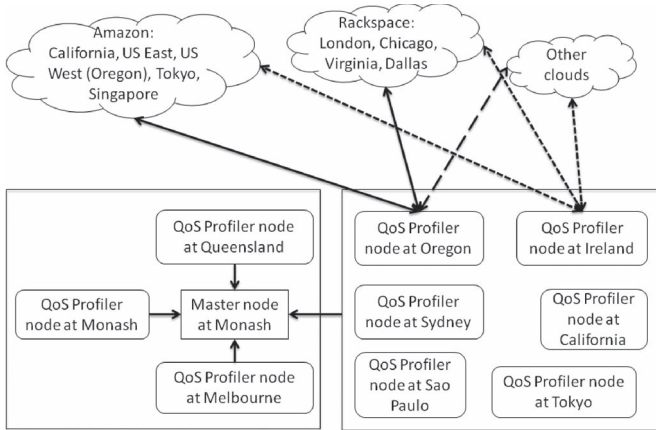 Amazon:
California, US East, US
West (Oregon), Tokyo,
Singapore
Rackspace:
London, Chicago,
Virginia, Dallas
Other
clouds
QoS Profiler node
at Queensland
QoS Profiler
node at Monash
Master node
at Monash
QoS Profiler node
at Melbourne
QoS Profiler
node at Oregon
QoS Profiler
node at Ireland
QoS Profiler
node at Sydney
QoS Profiler
node at
California
QoS Profiler
node at Sao
Paulo
QoS Profiler node
at Tokyo